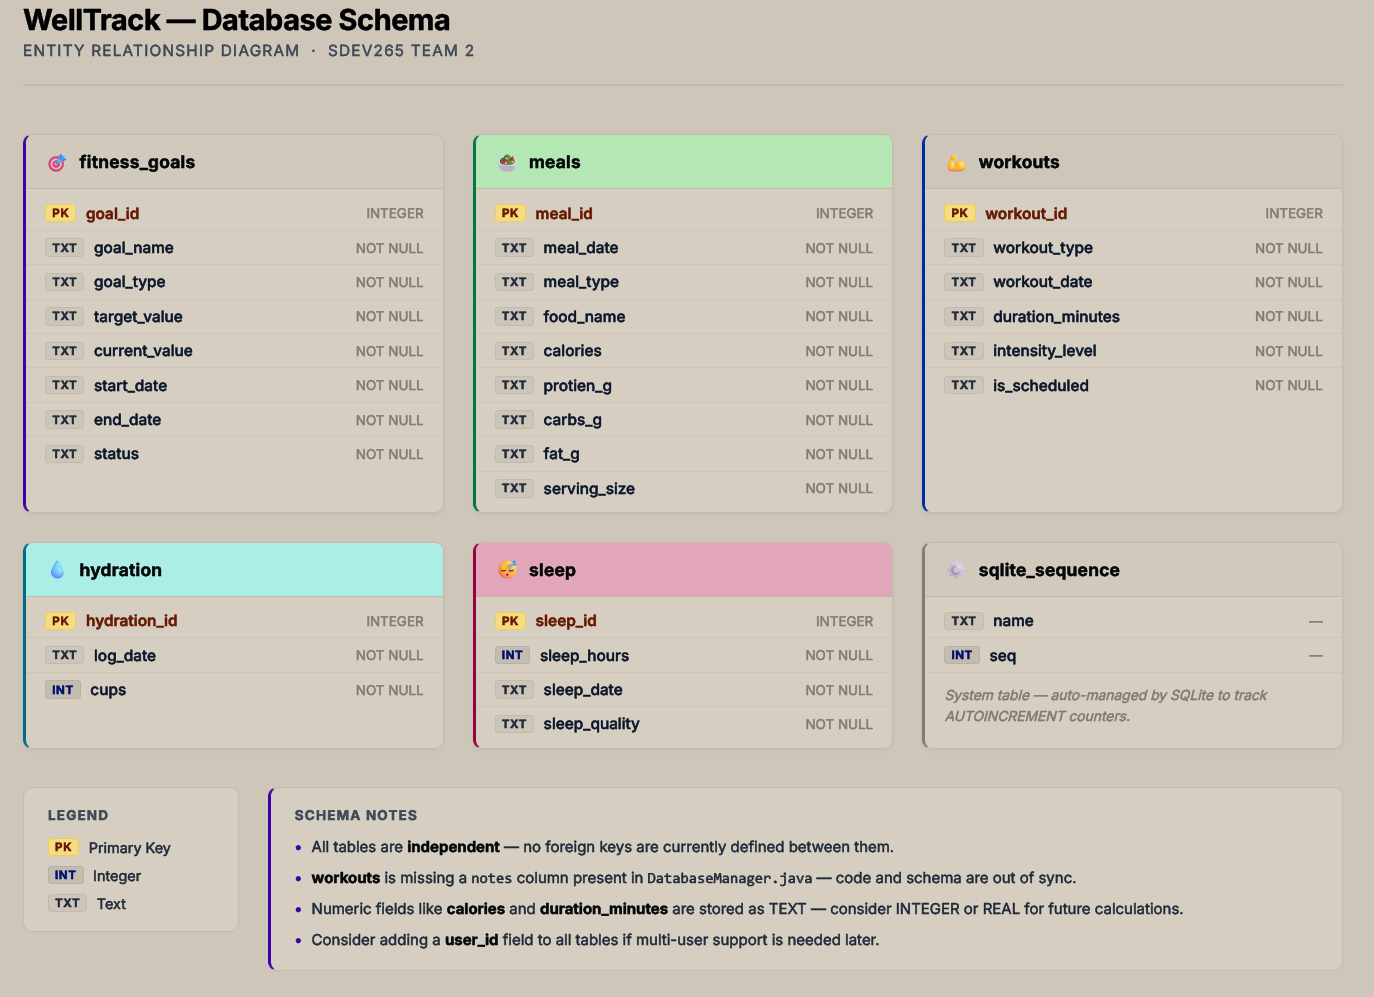 WellTrack — Database Schema
ENTITY RELATIONSHIP DIAGRAM · SDEV265 TEAM 2
fitness_goals
PK goal_id INTEGER
TXT goal_name NOT NULL
TXT goal_type NOT NULL
TXT target_value NOT NULL
TXT current_value NOT NULL
TXT start_date NOT NULL
TXT end_date NOT NULL
TXT status NOT NULL
meals
PK meal_id INTEGER
TXT meal_date NOT NULL
TXT meal_type NOT NULL
TXT food_name NOT NULL
TXT calories NOT NULL
TXT protien_g NOT NULL
TXT carbs_g NOT NULL
TXT fat_g NOT NULL
TXT serving_size NOT NULL
workouts
PK workout_id INTEGER
TXT workout_type NOT NULL
TXT workout_date NOT NULL
TXT duration_minutes NOT NULL
TXT intensity_level NOT NULL
TXT is_scheduled NOT NULL
hydration
PK hydration_id INTEGER
TXT log_date NOT NULL
INT cups NOT NULL
sleep
PK sleep_id INTEGER
INT sleep_hours NOT NULL
TXT sleep_date NOT NULL
TXT sleep_quality NOT NULL
sqlite_sequence
TXT name —
INT seq —
System table — auto-managed by SQLite to track
AUTOINCREMENT counters.
LEGEND
PK Primary Key
INT Integer
TXT Text
SCHEMA NOTES
• All tables are independent — no foreign keys are currently defined between them.
• workouts is missing a notes column present in DatabaseManager.java — code and schema are out of sync.
• Numeric fields like calories and duration_minutes are stored as TEXT — consider INTEGER or REAL for future calculations.
• Consider adding a user_id field to all tables if multi-user support is needed later.